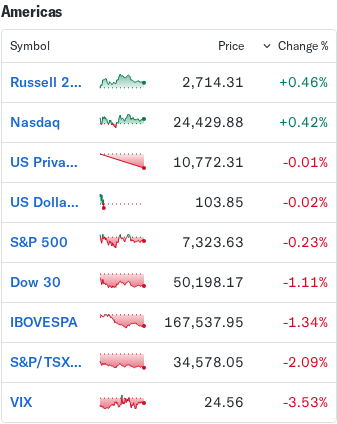 Americas
Symbol Price Change %
Russell 2... 2,714.31 +0.46%
Nasdaq 24,429.88 +0.42%
US Priva... 10,772.31 -0.01%
US Dolla... 103.85 -0.02%
S&P 500 7,323.63 -0.23%
Dow 30 50,198.17 -1.11%
IBOVESPA 167,537.95 -1.34%
S&P/TSX... 34,578.05 -2.09%
VIX 24.56 -3.53%